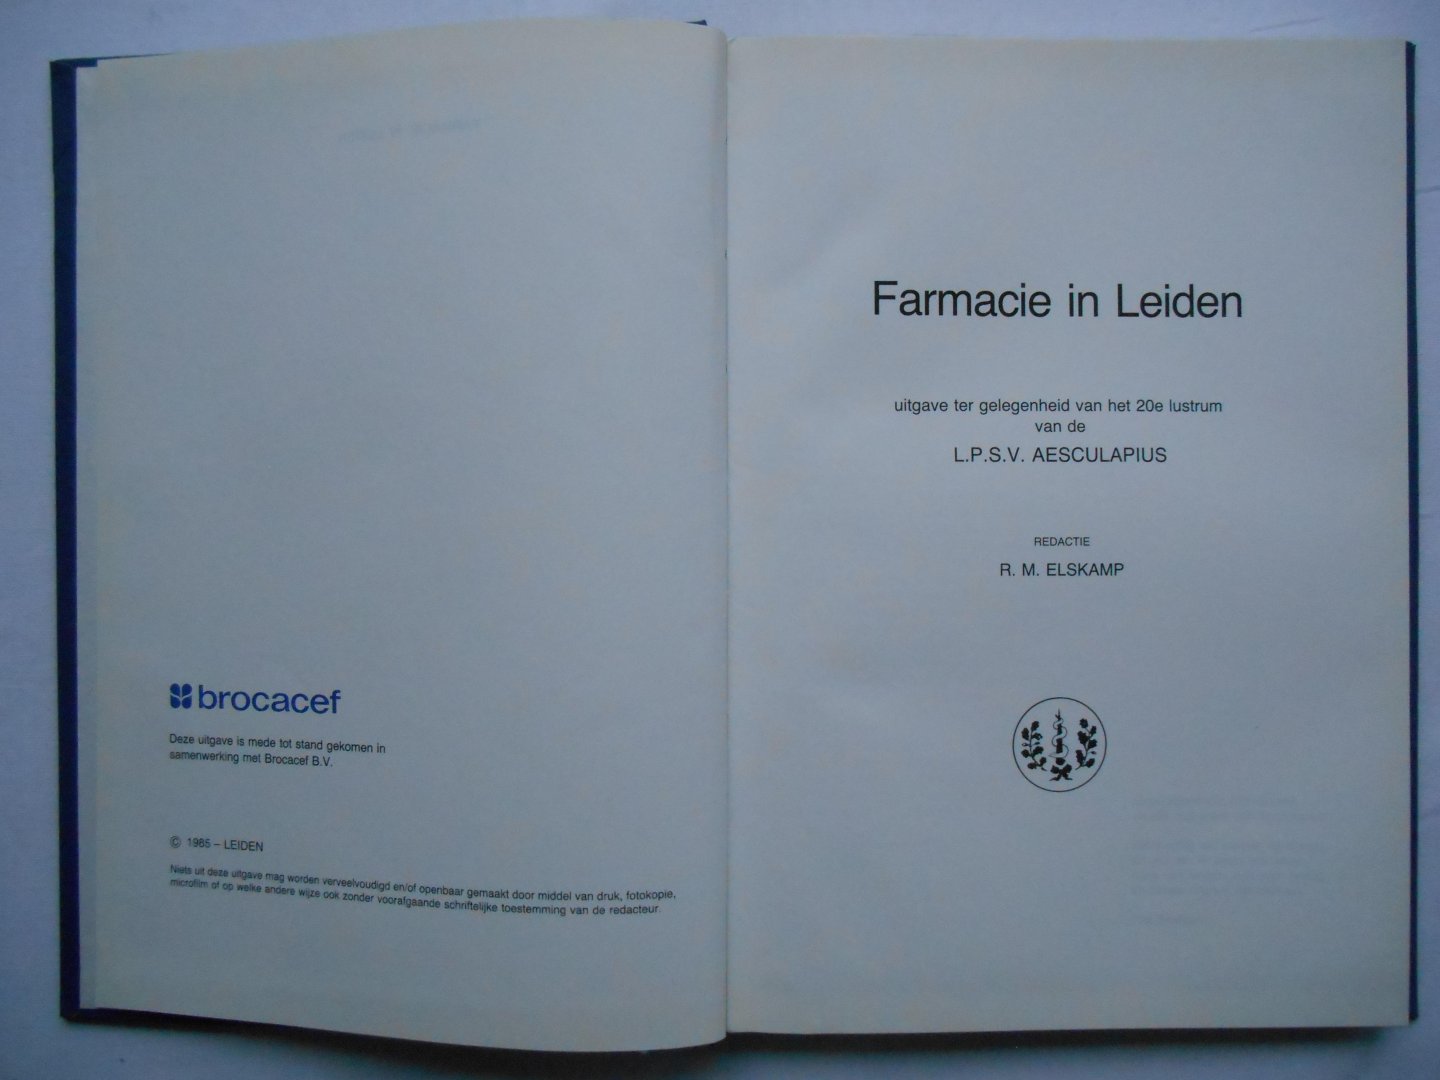 brocacef
Deze uitgave is mede tot stand gekomen in
samenwerking met Brocacef B.V.
© 1985 – LEIDEN
Niets uit deze uitgave mag worden verveelvoudigd en/of openbaar gemaakt door middel van druk, fotokopie,
microfilm of op welke andere wijze ook zonder voorafgaande schriftelijke toestemming van de redacteur.
Farmacie in Leiden
uitgave ter gelegenheid van het 20e lustrum
van de
L.P.S.V. AESCULAPIUS
REDACTIE
R. M. ELSKAMP